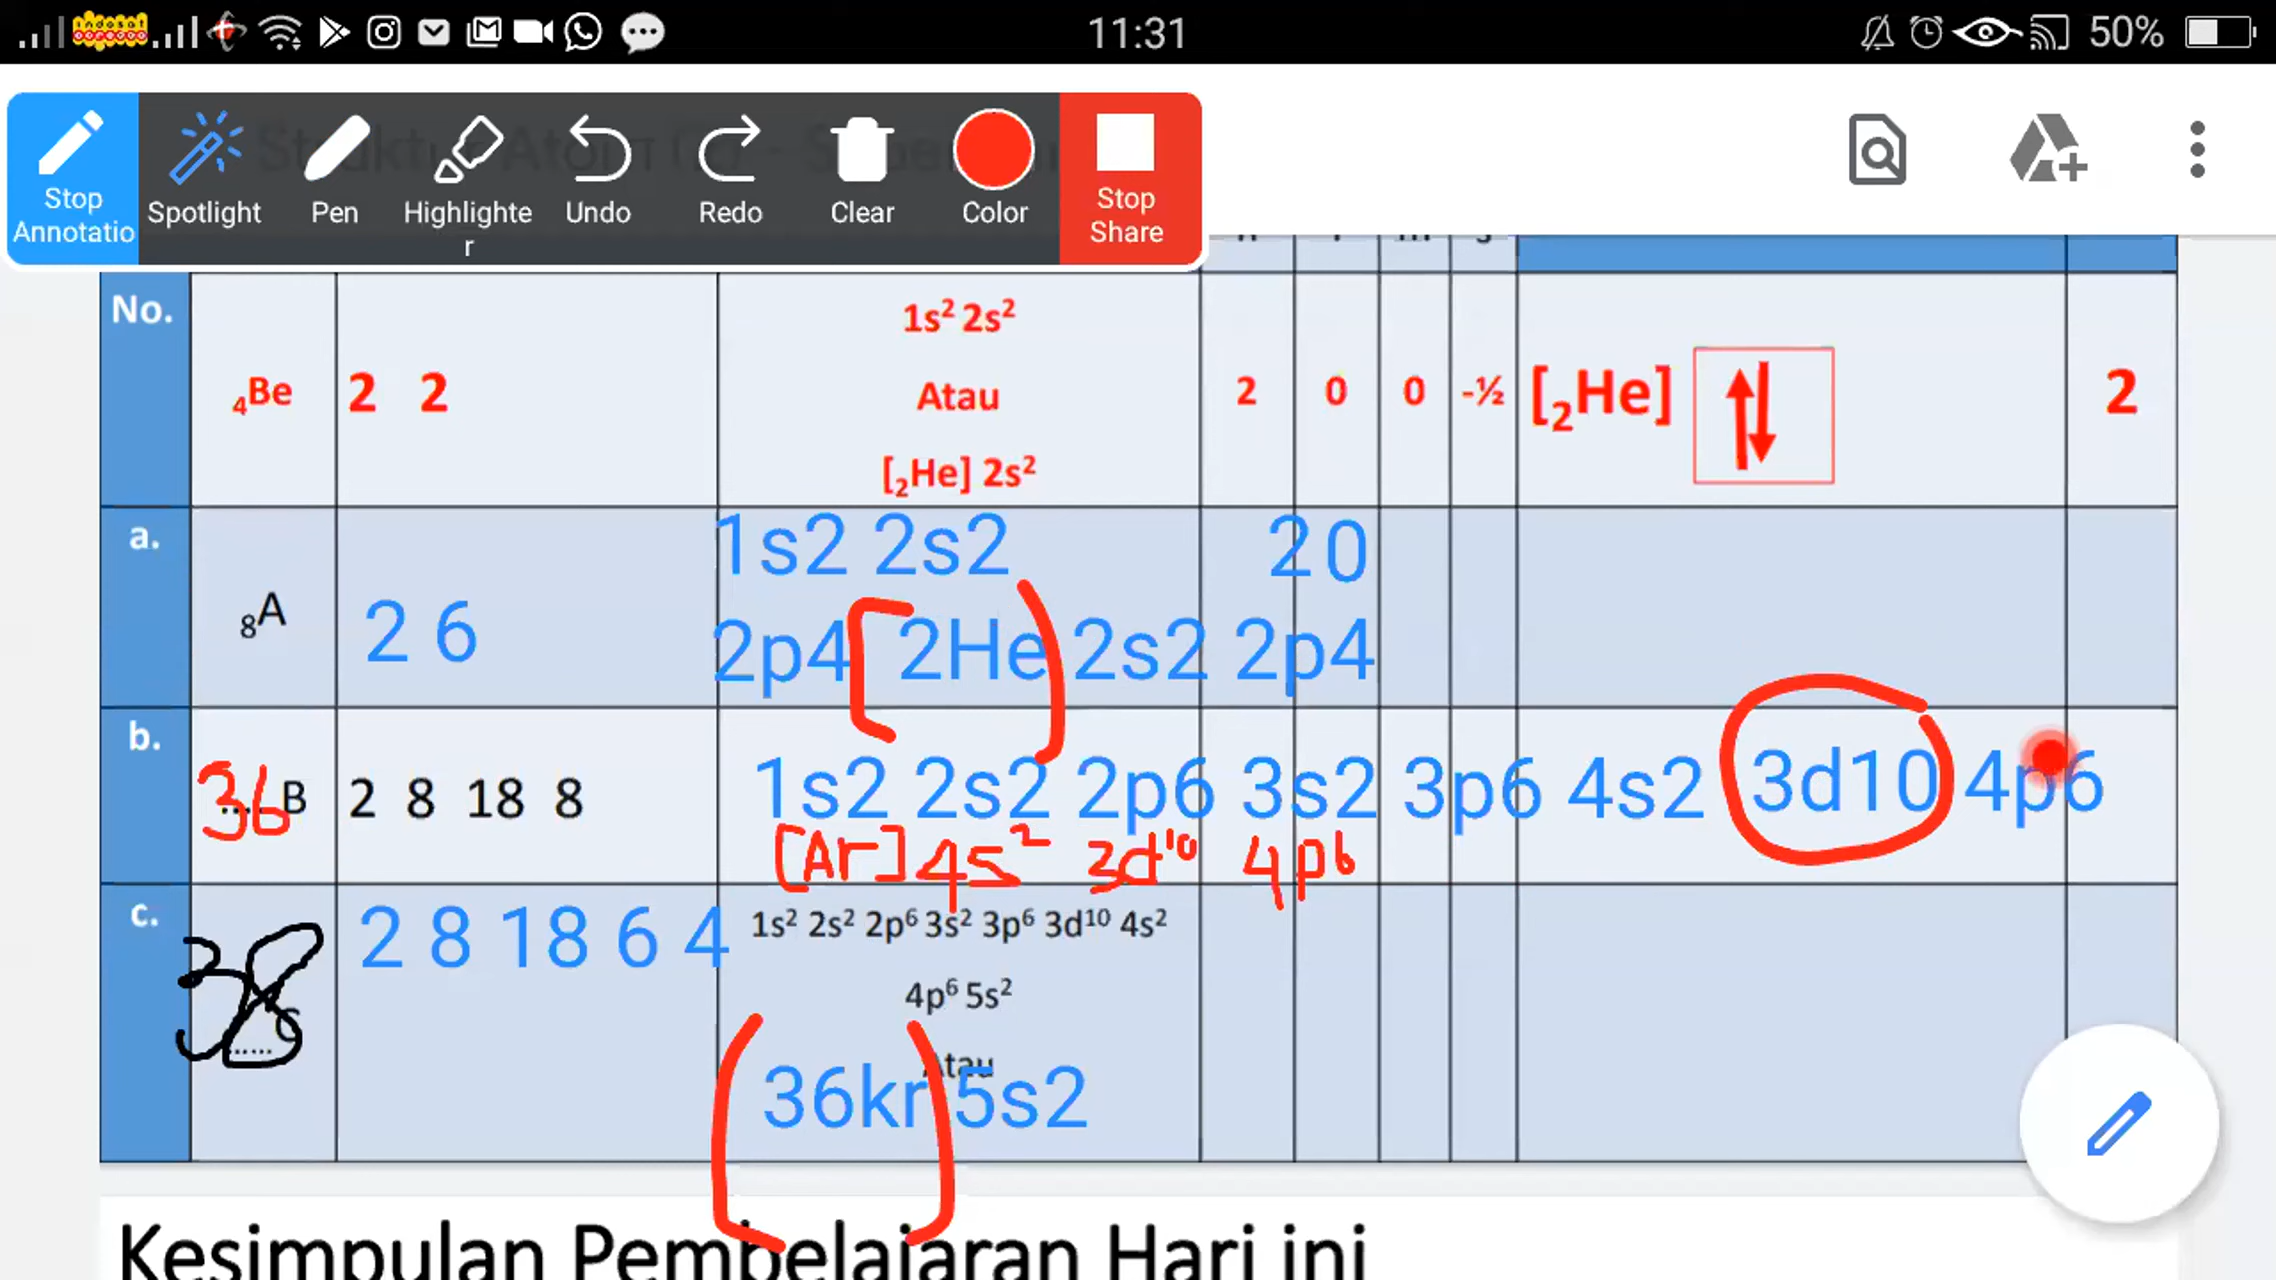 indosat
ooredoo
11:31
50%
Stop
Annotatio
Spotlight
Pen
Highlighte
r
Undo
Redo
Clear
Color
Stop
Share
No.
₄Be
2 2
1s² 2s²
Atau
[₂He] 2s²
2 0 0 -½
[₂He]
2
a.
₈A
2 6
1s2 2s2
2p4 [2He) 2s2 2p4
2 0
b.
36 B
2 8 18 8
1s2 2s2 2p6 3s2 3p6 4s2 3d10 4p6
[Ar] 4s² 3d¹⁰ 4p6
c.
38
......C
2 8 18 6 4
1s² 2s² 2p⁶ 3s² 3p⁶ 3d¹⁰ 4s²
4p⁶ 5s²
Atau
(36kr) 5s2
Kesimpulan Pembelajaran Hari ini